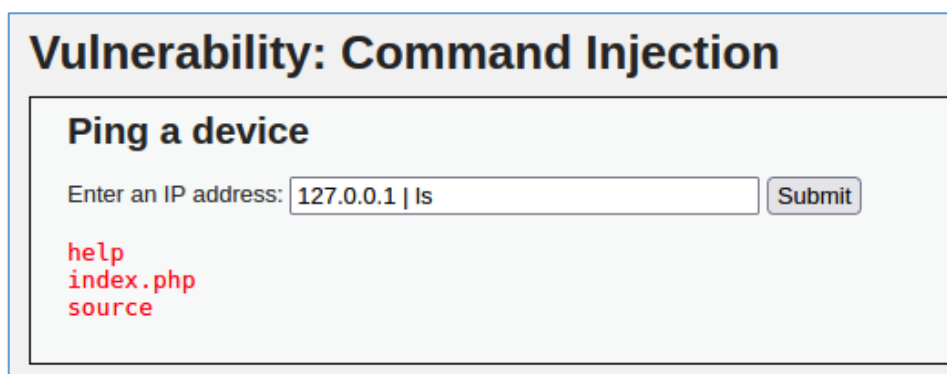 Vulnerability: Command Injection
Ping a device
Enter an IP address: 127.0.0.1 | ls Submit
help
index.php
source